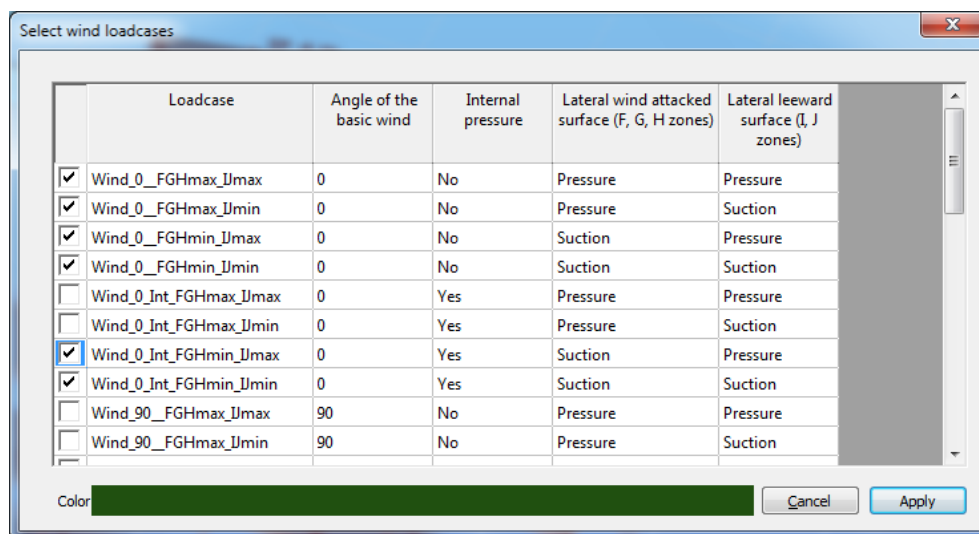 Select wind loadcases
Loadcase Angle of the basic wind Internal pressure Lateral wind attacked surface (F, G, H zones) Lateral leeward surface (I, J zones)
Wind_0__FGHmax_IJmax 0 No Pressure Pressure
Wind_0__FGHmax_IJmin 0 No Pressure Suction
Wind_0__FGHmin_IJmax 0 No Suction Pressure
Wind_0__FGHmin_IJmin 0 No Suction Suction
Wind_0_Int_FGHmax_IJmax 0 Yes Pressure Pressure
Wind_0_Int_FGHmax_IJmin 0 Yes Pressure Suction
Wind_0_Int_FGHmin_IJmax 0 Yes Suction Pressure
Wind_0_Int_FGHmin_IJmin 0 Yes Suction Suction
Wind_90__FGHmax_IJmax 90 No Pressure Pressure
Wind_90__FGHmax_IJmin 90 No Pressure Suction
Color Cancel Apply